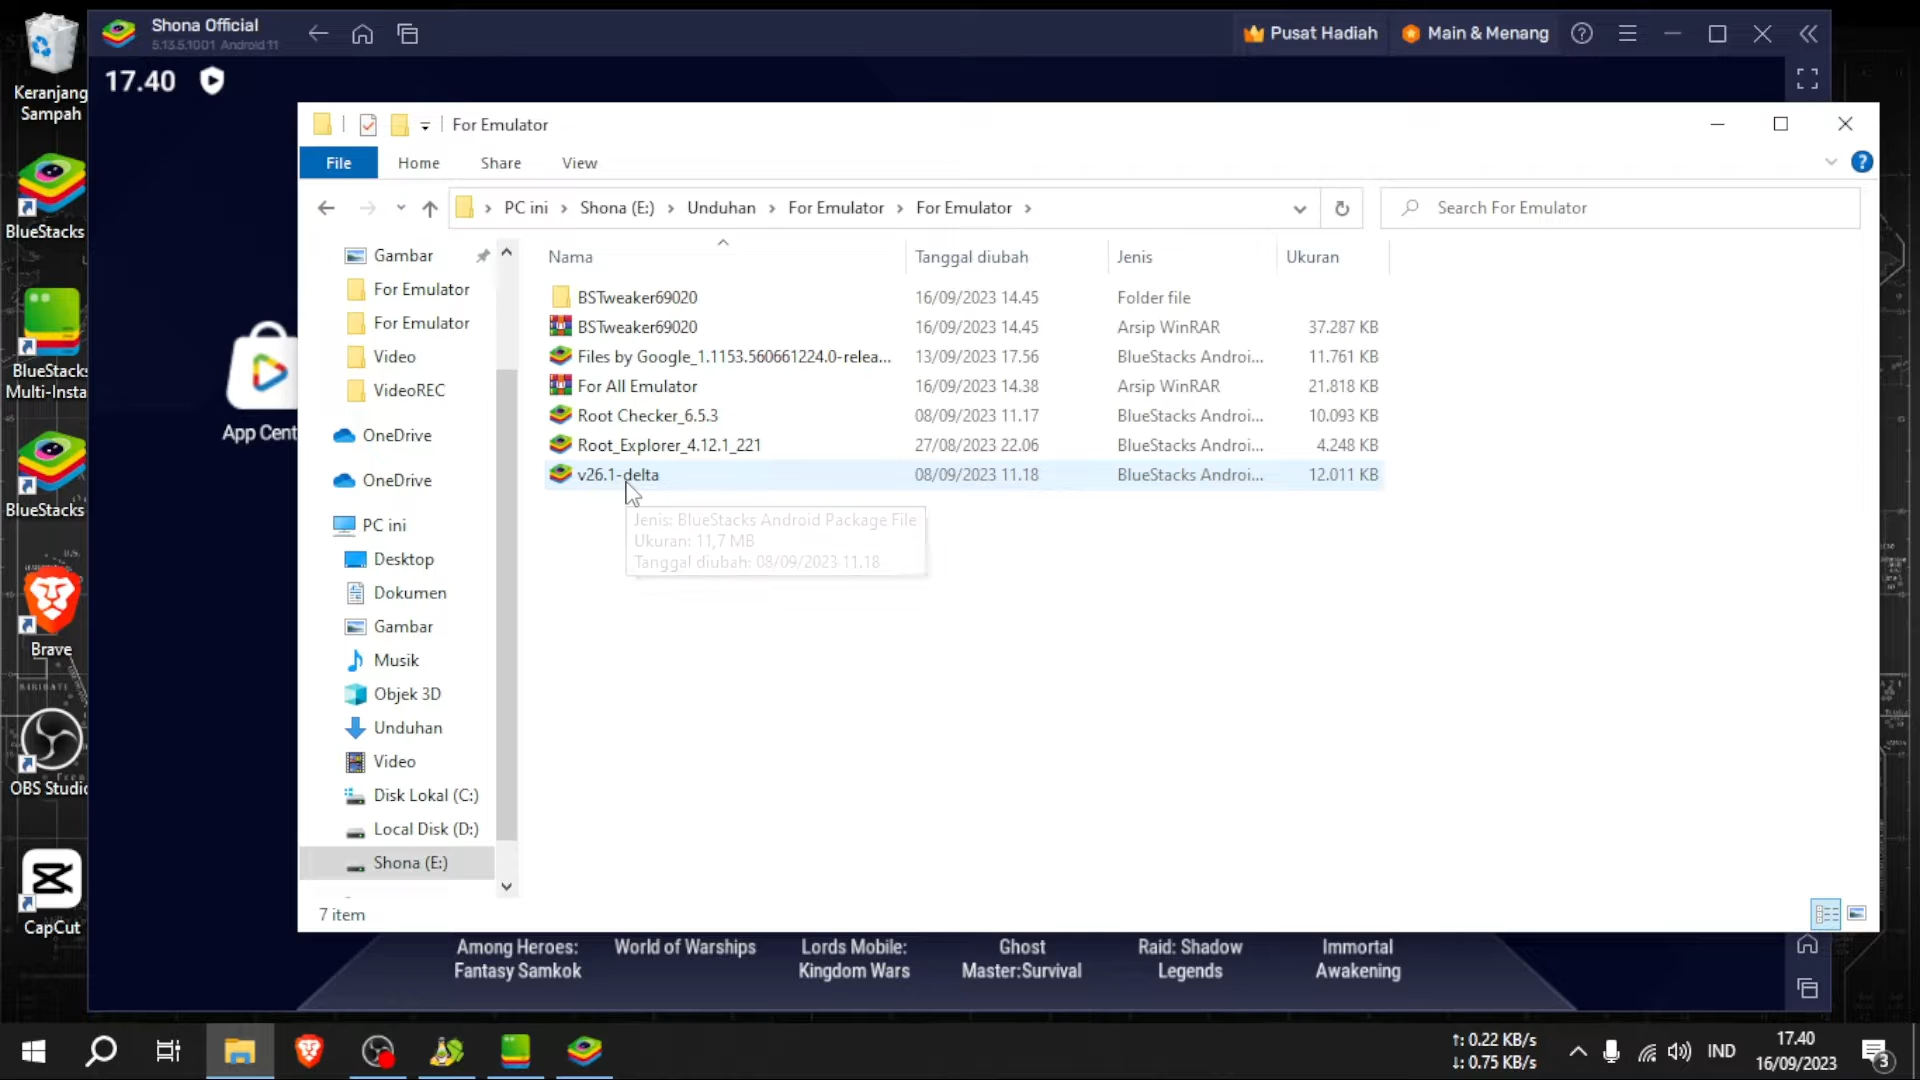 Shona Official
5.13.5.1001 Android 11
Pusat Hadiah
Main & Menang
17.40
Keranjang
Sampah
BlueStacks
BlueStacks
Multi-Insta
BlueStacks
Brave
OBS Studio
CapCut
App Cent
For Emulator
File
Home
Share
View
PC ini
Shona (E:)
Unduhan
For Emulator
For Emulator
Search For Emulator
Gambar
For Emulator
For Emulator
Video
VideoREC
OneDrive
OneDrive
PC ini
Desktop
Dokumen
Gambar
Musik
Objek 3D
Unduhan
Video
Disk Lokal (C:)
Local Disk (D:)
Shona (E:)
Nama Tanggal diubah Jenis Ukuran
BSTweaker69020 16/09/2023 14.45 Folder file
BSTweaker69020 16/09/2023 14.45 Arsip WinRAR 37.287 KB
Files by Google_1.1153.560661224.0-relea... 13/09/2023 17.56 BlueStacks Androi... 11.761 KB
For All Emulator 16/09/2023 14.38 Arsip WinRAR 21.818 KB
Root Checker_6.5.3 08/09/2023 11.17 BlueStacks Androi... 10.093 KB
Root_Explorer_4.12.1_221 27/08/2023 22.06 BlueStacks Androi... 4.248 KB
v26.1-delta 08/09/2023 11.18 BlueStacks Androi... 12.011 KB
Jenis: BlueStacks Android Package File
Ukuran: 11,7 MB
Tanggal diubah: 08/09/2023 11.18
7 item
Among Heroes:
Fantasy Samkok
World of Warships
Lords Mobile:
Kingdom Wars
Ghost
Master:Survival
Raid: Shadow
Legends
Immortal
Awakening
↑: 0.22 KB/s
↓: 0.75 KB/s
IND
17.40
16/09/2023
3